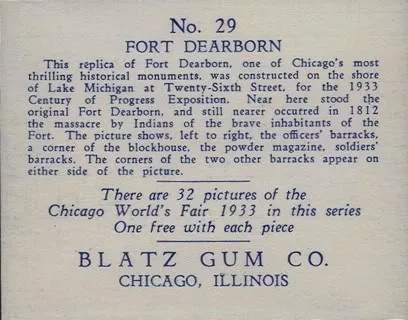 No. 29
FORT DEARBORN
This replica of Fort Dearborn, one of Chicago's most
thrilling historical monuments, was constructed on the shore
of Lake Michigan at Twenty-Sixth Street, for the 1933
Century of Progress Exposition. Near here stood the
original Fort Dearborn, and still nearer occurred in 1812
the massacre by Indians of the brave inhabitants of the
Fort. The picture shows, left to right, the officers' barracks,
a corner of the blockhouse, the powder magazine, soldiers'
barracks. The corners of the two other barracks appear on
either side of the picture.
There are 32 pictures of the
Chicago World's Fair 1933 in this series
One free with each piece
BLATZ GUM CO.
CHICAGO, ILLINOIS